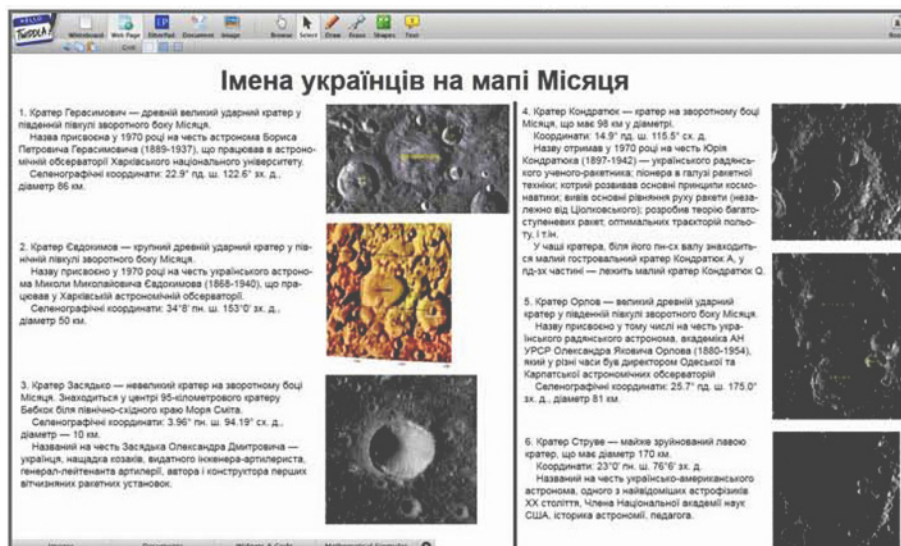 HELLO
TWIDDLA!
Whiteboard Web Page EtherPad Document Image Browse Select Draw Erase Shapes Text
Grid:
Імена українців на мапі Місяця
1. Кратер Герасимович — древній великий ударний кратер у
південній півкулі зворотного боку Місяця.
Назва присвоєна у 1970 році на честь астронома Бориса
Петровича Герасимовича (1889-1937), що працював в астроно-
мічній обсерваторії Харківського національного університету.
Селенографічні координати: 22.9° пд. ш. 122.6° зх. д.,
діаметр 86 км.
2. Кратер Євдокимов — крупний древній ударний кратер у пів-
нічній півкулі зворотного боку Місяця.
Назву присвоєно у 1970 році на честь українського астроно-
ма Миколи Миколайовича Євдокимова (1868-1940), що пра-
цював у Харківській астрономічній обсерваторії.
Селенографічні координати: 34°8' пн. ш. 153°0' зх. д.,
діаметр 50 км.
3. Кратер Засядько — невеликий кратер на зворотному боці
Місяця. Знаходиться у центрі 95-кілометрового кратеру
Бебкок біля північно-східного краю Моря Сміта.
Селенографічні координати: 3.96° пн. ш. 94.19° сх. д.,
діаметр — 10 км.
Названий на честь Засядька Олександра Дмитровича —
українця, нащадка козаків, видатного інженера-артилериста,
генерал-лейтенанта артилерії, автора і конструктора перших
вітчизняних ракетних установок.
4. Кратер Кондратюк — кратер на зворотному боці
Місяця, що має 98 км у діаметрі.
Координати: 14.9° пд. ш. 115.5° сх. д.
Назву отримав у 1970 році на честь Юрія
Кондратюка (1897-1942) — українського радянсь-
кого ученого-ракетника; піонера в галузі ракетної
техніки; котрий розвивав основні принципи космо-
навтики; вивів основні рівняння руху ракети (неза-
лежно від Ціолковського); розробив теорію багато-
ступеневих ракет, оптимальних траєкторій польо-
ту, і т.ін.
У чаші кратера, біля його пн-сх валу знаходить-
ся малий гостровальний кратер Кондратюк А, у
пд-зх частині — лежить малий кратер Кондратюк Q.
5. Кратер Орлов — великий древній ударний
кратер у південній півкулі зворотного боку Місяця.
Назву присвоєно у тому числі на честь укра-
їнського радянського астронома, академіка АН
УРСР Олександра Яковича Орлова (1880-1954),
який у різні часи був директором Одеської та
Карпатської астрономічних обсерваторій
Селенографічні координати: 25.7° пд. ш. 175.0°
зх. д., діаметр 81 км.
6. Кратер Струве — майже зруйнований лавою
кратер, що має діаметр 170 км.
Координати: 23°0' пн. ш. 76°6' зх. д.
Названий на честь українсько-американського
астронома, одного з найвідоміших астрофізиків
XX століття, Члена Національної академії наук
США, історика астрономії, педагога.